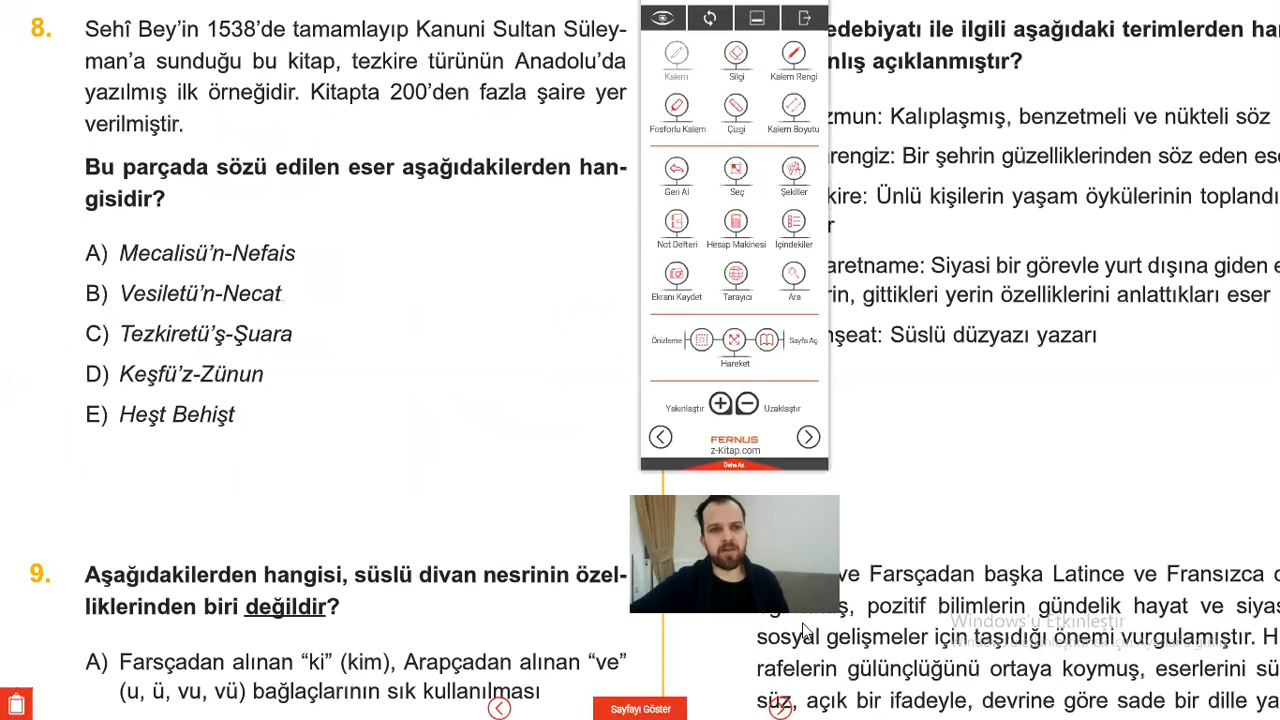 8.
Sehî Bey’in 1538’de tamamlayıp Kanuni Sultan Süley-
man’a sunduğu bu kitap, tezkire türünün Anadolu’da
yazılmış ilk örneğidir. Kitapta 200’den fazla şaire yer
verilmiştir.
Bu parçada sözü edilen eser aşağıdakilerden han-
gisidir?
A) Mecalisü’n-Nefais
B) Vesiletü’n-Necat
C) Tezkiretü’ş-Şuara
D) Keşfü’z-Zünun
E) Heşt Behişt
9.
Aşağıdakilerden hangisi, süslü divan nesrinin özel-
liklerinden biri değildir?
A) Farsçadan alınan “ki” (kim), Arapçadan alınan “ve”
(u, ü, vu, vü) bağlaçlarının sık kullanılması
Kalem Silgi Kalem Rengi
Fosforlu Kalem Çizgi Kalem Boyutu
Geri Al Seç Şekiller
Not Defteri Hesap Makinesi İçindekiler
Ekranı Kaydet Tarayıcı Ara
Önizleme Sayfa Aç
Hareket
Yakınlaştır Uzaklaştır
FERNUS
z-Kitap.com
Daha Az
edebiyatı ile ilgili aşağıdaki terimlerden ha
nlış açıklanmıştır?
zmun: Kalıplaşmış, benzetmeli ve nükteli söz
rengiz: Bir şehrin güzelliklerinden söz eden ese
kire: Ünlü kişilerin yaşam öykülerinin toplandı
r
aretname: Siyasi bir görevle yurt dışına giden e
rin, gittikleri yerin özelliklerini anlattıkları eser
nşeat: Süslü düzyazı yazarı
ve Farsçadan başka Latince ve Fransızca
ş, pozitif bilimlerin gündelik hayat ve siyas
sosyal gelişmeler için taşıdığı önemi vurgulamıştır. H
rafelerin gülünçlüğünü ortaya koymuş, eserlerini sü
süz, açık bir ifadeyle, devrine göre sade bir dille ya
Windows'u Etkinleştir
Sayfayı Göster